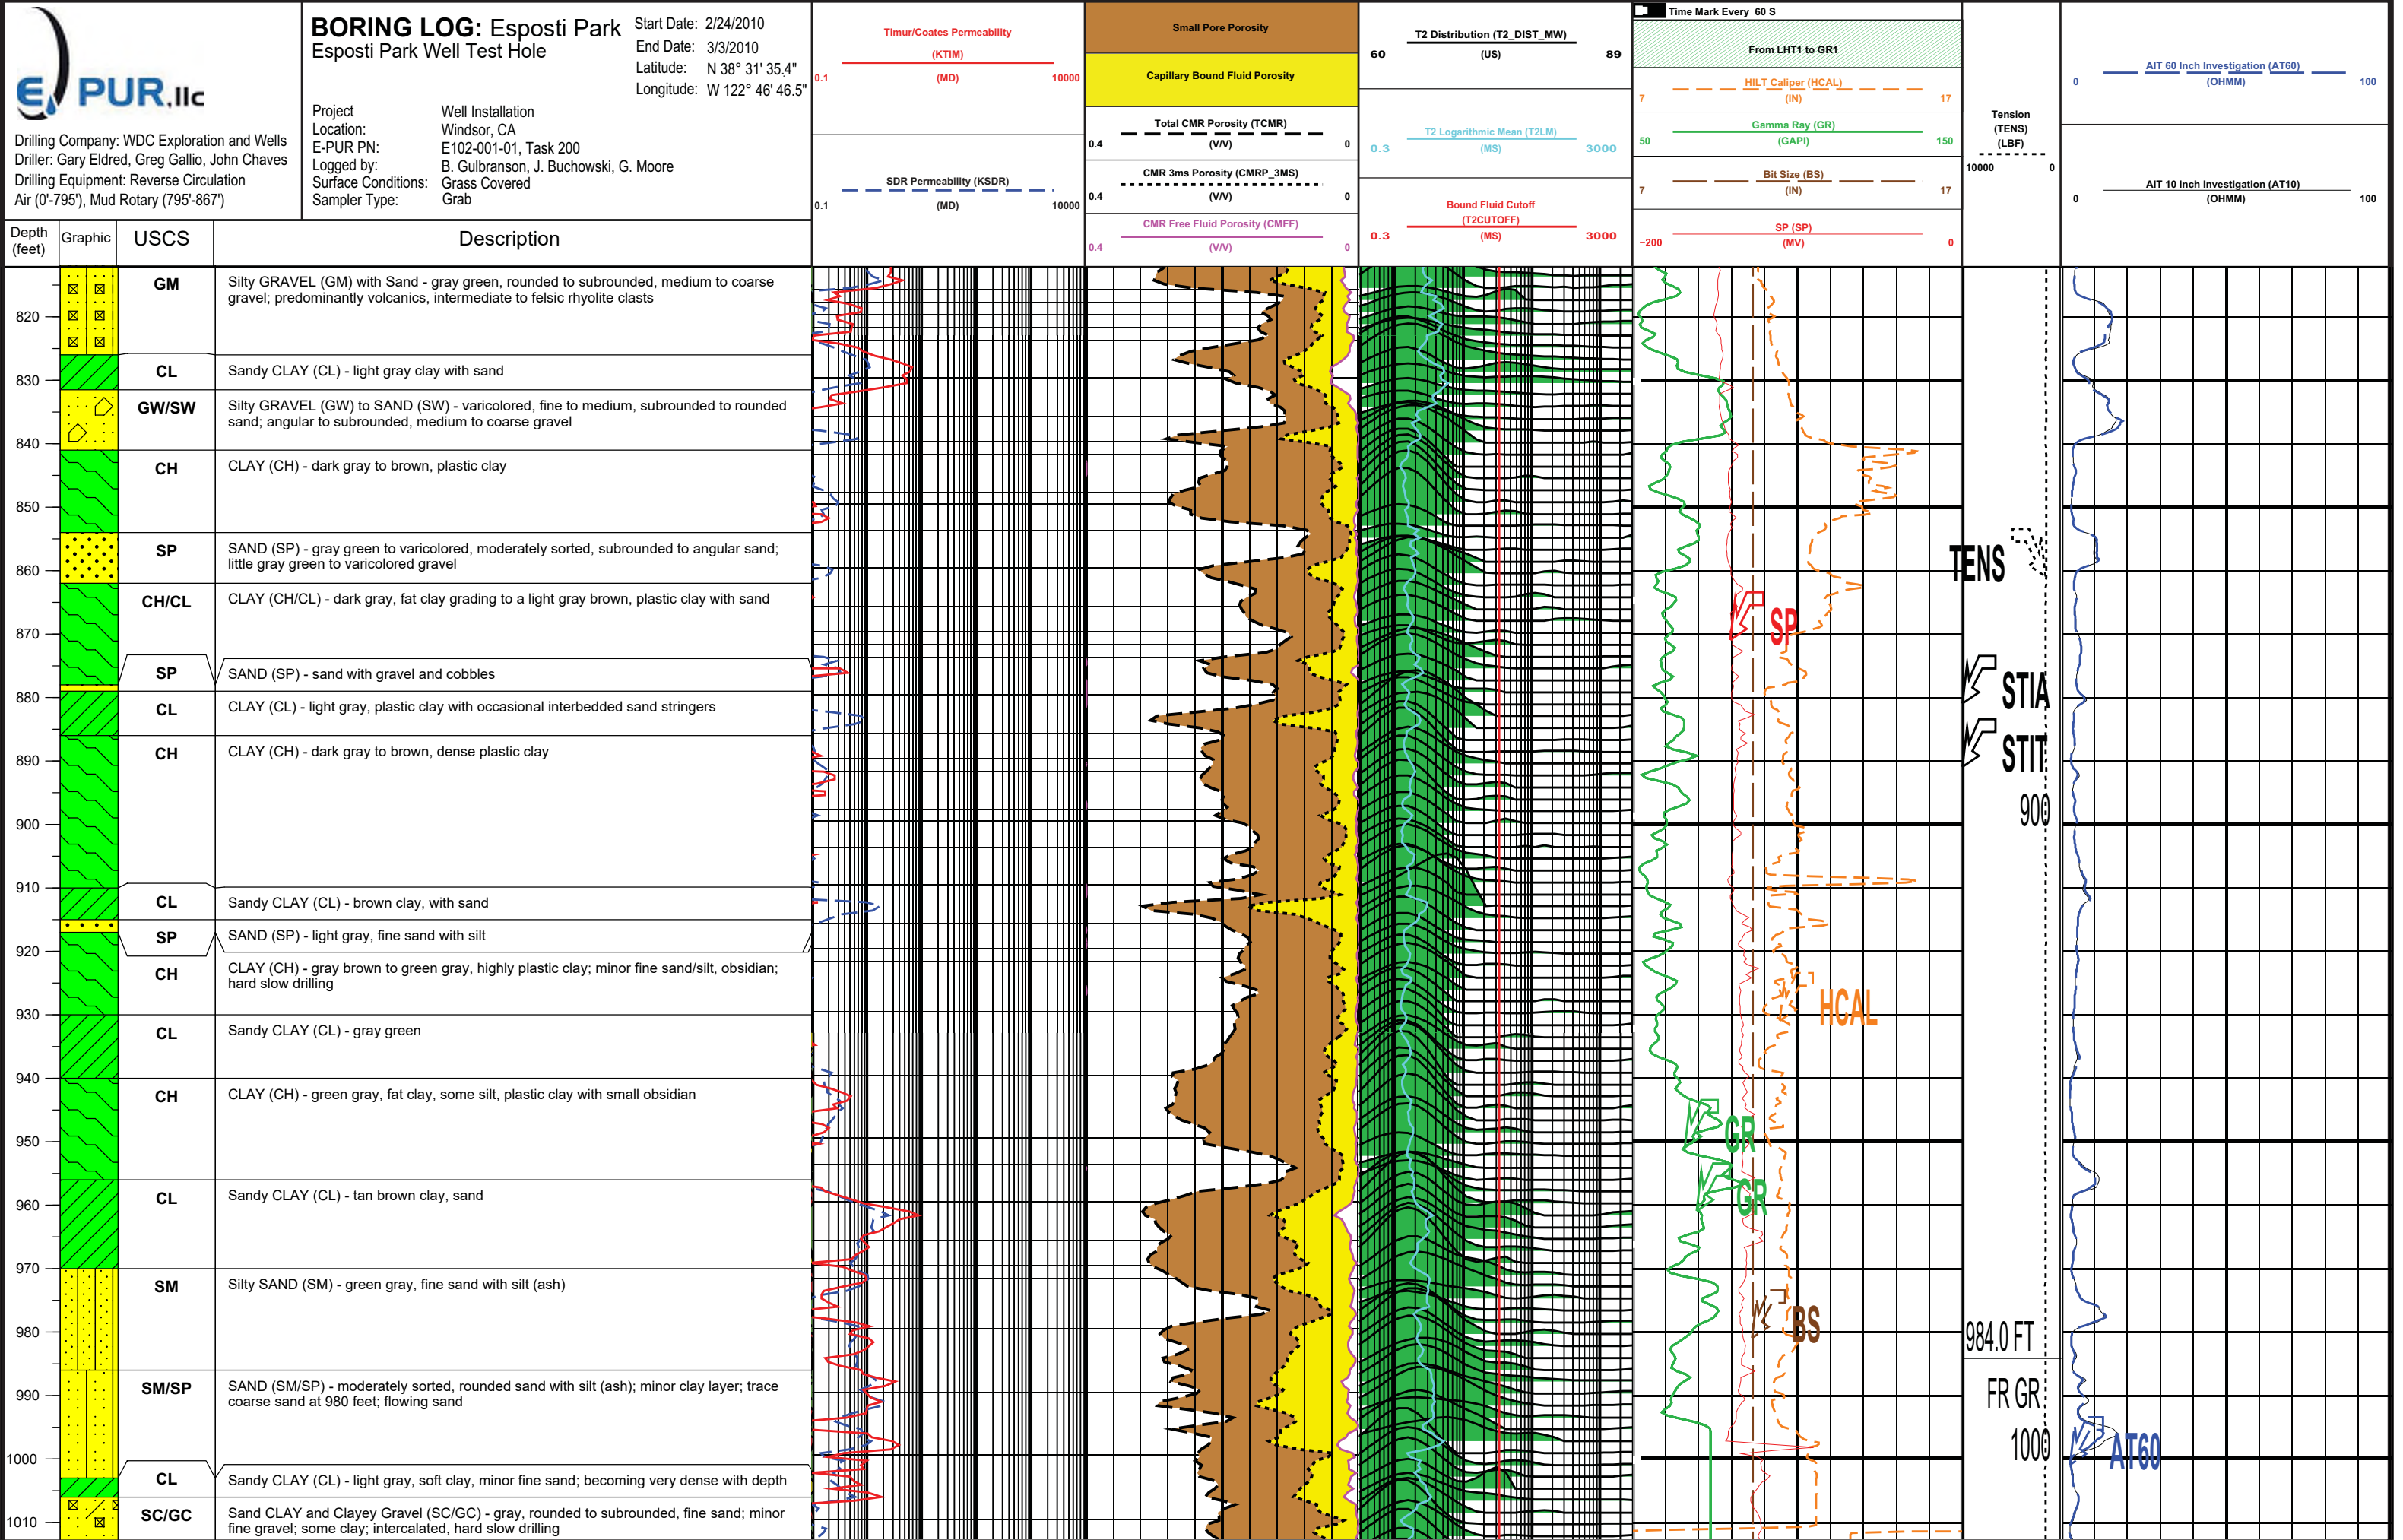 E PUR,llc
Drilling Company: WDC Exploration and Wells
Driller: Gary Eldred, Greg Gallio, John Chaves
Drilling Equipment: Reverse Circulation
Air (0'-795'), Mud Rotary (795'-867')
BORING LOG: Esposti Park
Esposti Park Well Test Hole
Start Date: 2/24/2010
End Date: 3/3/2010
Latitude: N 38° 31' 35.4"
Longitude: W 122° 46' 46.5"
Project Well Installation
Location: Windsor, CA
E-PUR PN: E102-001-01, Task 200
Logged by: B. Gulbranson, J. Buchowski, G. Moore
Surface Conditions: Grass Covered
Sampler Type: Grab
Timur/Coates Permeability
(KTIM)
0.1 (MD) 10000
SDR Permeability (KSDR)
0.1 (MD) 10000
Small Pore Porosity
Capillary Bound Fluid Porosity
Total CMR Porosity (TCMR)
0.4 (V/V) 0
CMR 3ms Porosity (CMRP_3MS)
0.4 (V/V) 0
CMR Free Fluid Porosity (CMFF)
0.4 (V/V) 0
T2 Distribution (T2_DIST_MW)
60 (US) 89
T2 Logarithmic Mean (T2LM)
0.3 (MS) 3000
Bound Fluid Cutoff
(T2CUTOFF)
0.3 (MS) 3000
Time Mark Every 60 S
From LHT1 to GR1
HILT Caliper (HCAL)
7 (IN) 17
Gamma Ray (GR)
50 (GAPI) 150
Bit Size (BS)
7 (IN) 17
SP (SP)
-200 (MV) 0
Tension
(TENS)
(LBF)
10000 0
AIT 60 Inch Investigation (AT60)
0 (OHMM) 100
AIT 10 Inch Investigation (AT10)
0 (OHMM) 100
Depth
(feet)
Graphic
USCS
Description
GM Silty GRAVEL (GM) with Sand - gray green, rounded to subrounded, medium to coarse
gravel; predominantly volcanics, intermediate to felsic rhyolite clasts
820
CL Sandy CLAY (CL) - light gray clay with sand
830
GW/SW Silty GRAVEL (GW) to SAND (SW) - varicolored, fine to medium, subrounded to rounded
sand; angular to subrounded, medium to coarse gravel
840
CH CLAY (CH) - dark gray to brown, plastic clay
850
SP SAND (SP) - gray green to varicolored, moderately sorted, subrounded to angular sand;
little gray green to varicolored gravel
860
CH/CL CLAY (CH/CL) - dark gray, fat clay grading to a light gray brown, plastic clay with sand
870
SP SAND (SP) - sand with gravel and cobbles
880
CL CLAY (CL) - light gray, plastic clay with occasional interbedded sand stringers
CH CLAY (CH) - dark gray to brown, dense plastic clay
890
900
910
CL Sandy CLAY (CL) - brown clay, with sand
SP SAND (SP) - light gray, fine sand with silt
920
CH CLAY (CH) - gray brown to green gray, highly plastic clay; minor fine sand/silt, obsidian;
hard slow drilling
930
CL Sandy CLAY (CL) - gray green
940
CH CLAY (CH) - green gray, fat clay, some silt, plastic clay with small obsidian
950
CL Sandy CLAY (CL) - tan brown clay, sand
960
970
SM Silty SAND (SM) - green gray, fine sand with silt (ash)
980
SM/SP SAND (SM/SP) - moderately sorted, rounded sand with silt (ash); minor clay layer; trace
coarse sand at 980 feet; flowing sand
990
1000
CL Sandy CLAY (CL) - light gray, soft clay, minor fine sand; becoming very dense with depth
SC/GC Sand CLAY and Clayey Gravel (SC/GC) - gray, rounded to subrounded, fine sand; minor
fine gravel; some clay; intercalated, hard slow drilling
1010
TENS
SP
STIA
STIT
900
HCAL
GR
GR
BS
984.0 FT
FR GR
1000
AT60